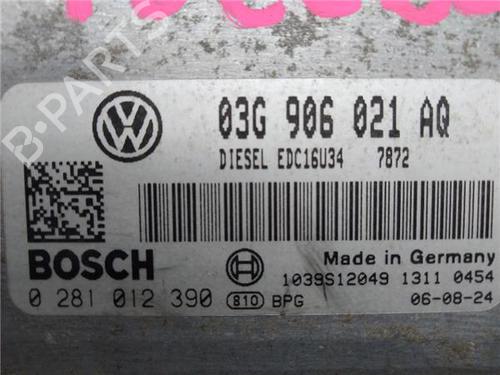 03G 906 021 AQ
DIESEL EDC16U34 7872
BOSCH
Made in Germany
1039S12049 1311 0454
0 281 012 390 810 BPG
06-08-24
B-PARTS